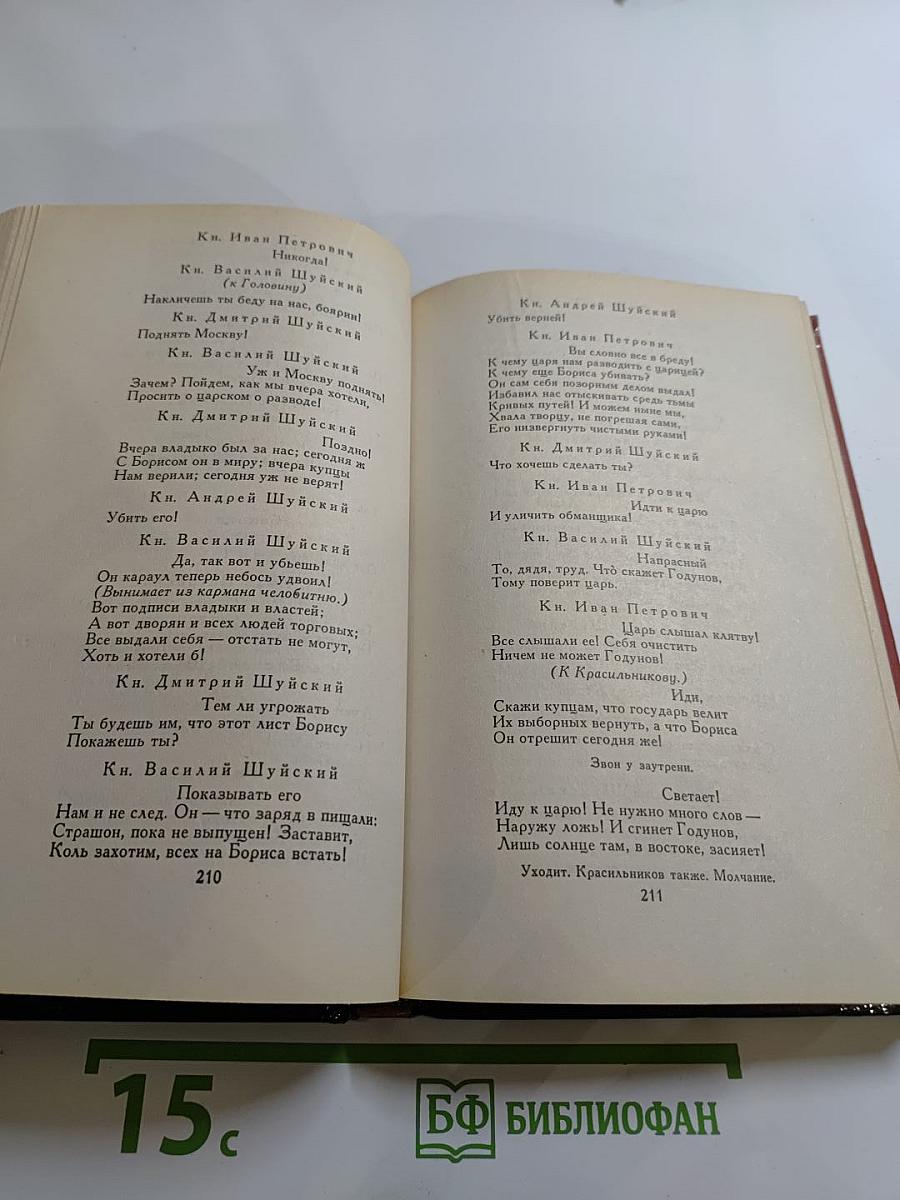 Кн. Иван Петрович
Никогда!
Кн. Василий Шуйский
(к Головину)
Накличешь ты беду на нас, боярин!
Кн. Дмитрий Шуйский
Поднять Москву!
Кн. Василий Шуйский
Уж и Москву поднять!
Зачем? Пойдем, как мы вчера хотели,
Просить о царском о разводе!
Кн. Дмитрий Шуйский
Поздно!
Вчера владыко был за нас; сегодня ж
С Борисом он в миру; вчера купцы
Нам верили; сегодня уж не верят!
Кн. Андрей Шуйский
Убить его!
Кн. Василий Шуйский
Да, так вот и убьешь!
Он караул теперь небось удвоил!
(Вынимает из кармана челобитню.)
Вот подписи владыки и властей;
А вот дворян и всех людей торговых;
Все выдали себя — отстать не могут,
Хоть и хотели б!
Кн. Дмитрий Шуйский
Тем ли угрожать
Ты будешь им, что этот лист Борису
Покажешь ты?
Кн. Василий Шуйский
Показывать его
Нам и не след. Он — что заряд в пищали:
Страшон, пока не выпущен! Заставит,
Коль захотим, всех на Бориса встать!
210
Кн. Андрей Шуйский
Убить верней!
Кн. Иван Петрович
Вы словно все в бреду!
К чему царя нам разводить с царицей?
К чему еще Бориса убивать?
Он сам себя позорным делом выдал!
Избавил нас отыскивать средь тьмы
Кривых путей! И можем ныне мы,
Хвала творцу, не погрешая сами,
Его низвергнуть чистыми руками!
Кн. Дмитрий Шуйский
Что хочешь сделать ты?
Кн. Иван Петрович
Идти к царю
И уличить обманщика!
Кн. Василий Шуйский
Напрасный
То, дядя, труд. Что̀ скажет Годунов,
Тому поверит царь.
Кн. Иван Петрович
Царь слышал клятву!
Все слышали ее! Себя очистить
Ничем не может Годунов!
(К Красильникову.)
Иди,
Скажи купцам, что государь велит
Их выборных вернуть, а что Бориса
Он отрешит сегодня же!
Звон у заутрени.
Светает!
Иду к царю! Не нужно много слов —
Наружу ложь! И сгинет Годунов,
Лишь солнце там, в востоке, засияет!
Уходит. Красильников также. Молчание.
211
15 с
БФ БИБЛИОФАН